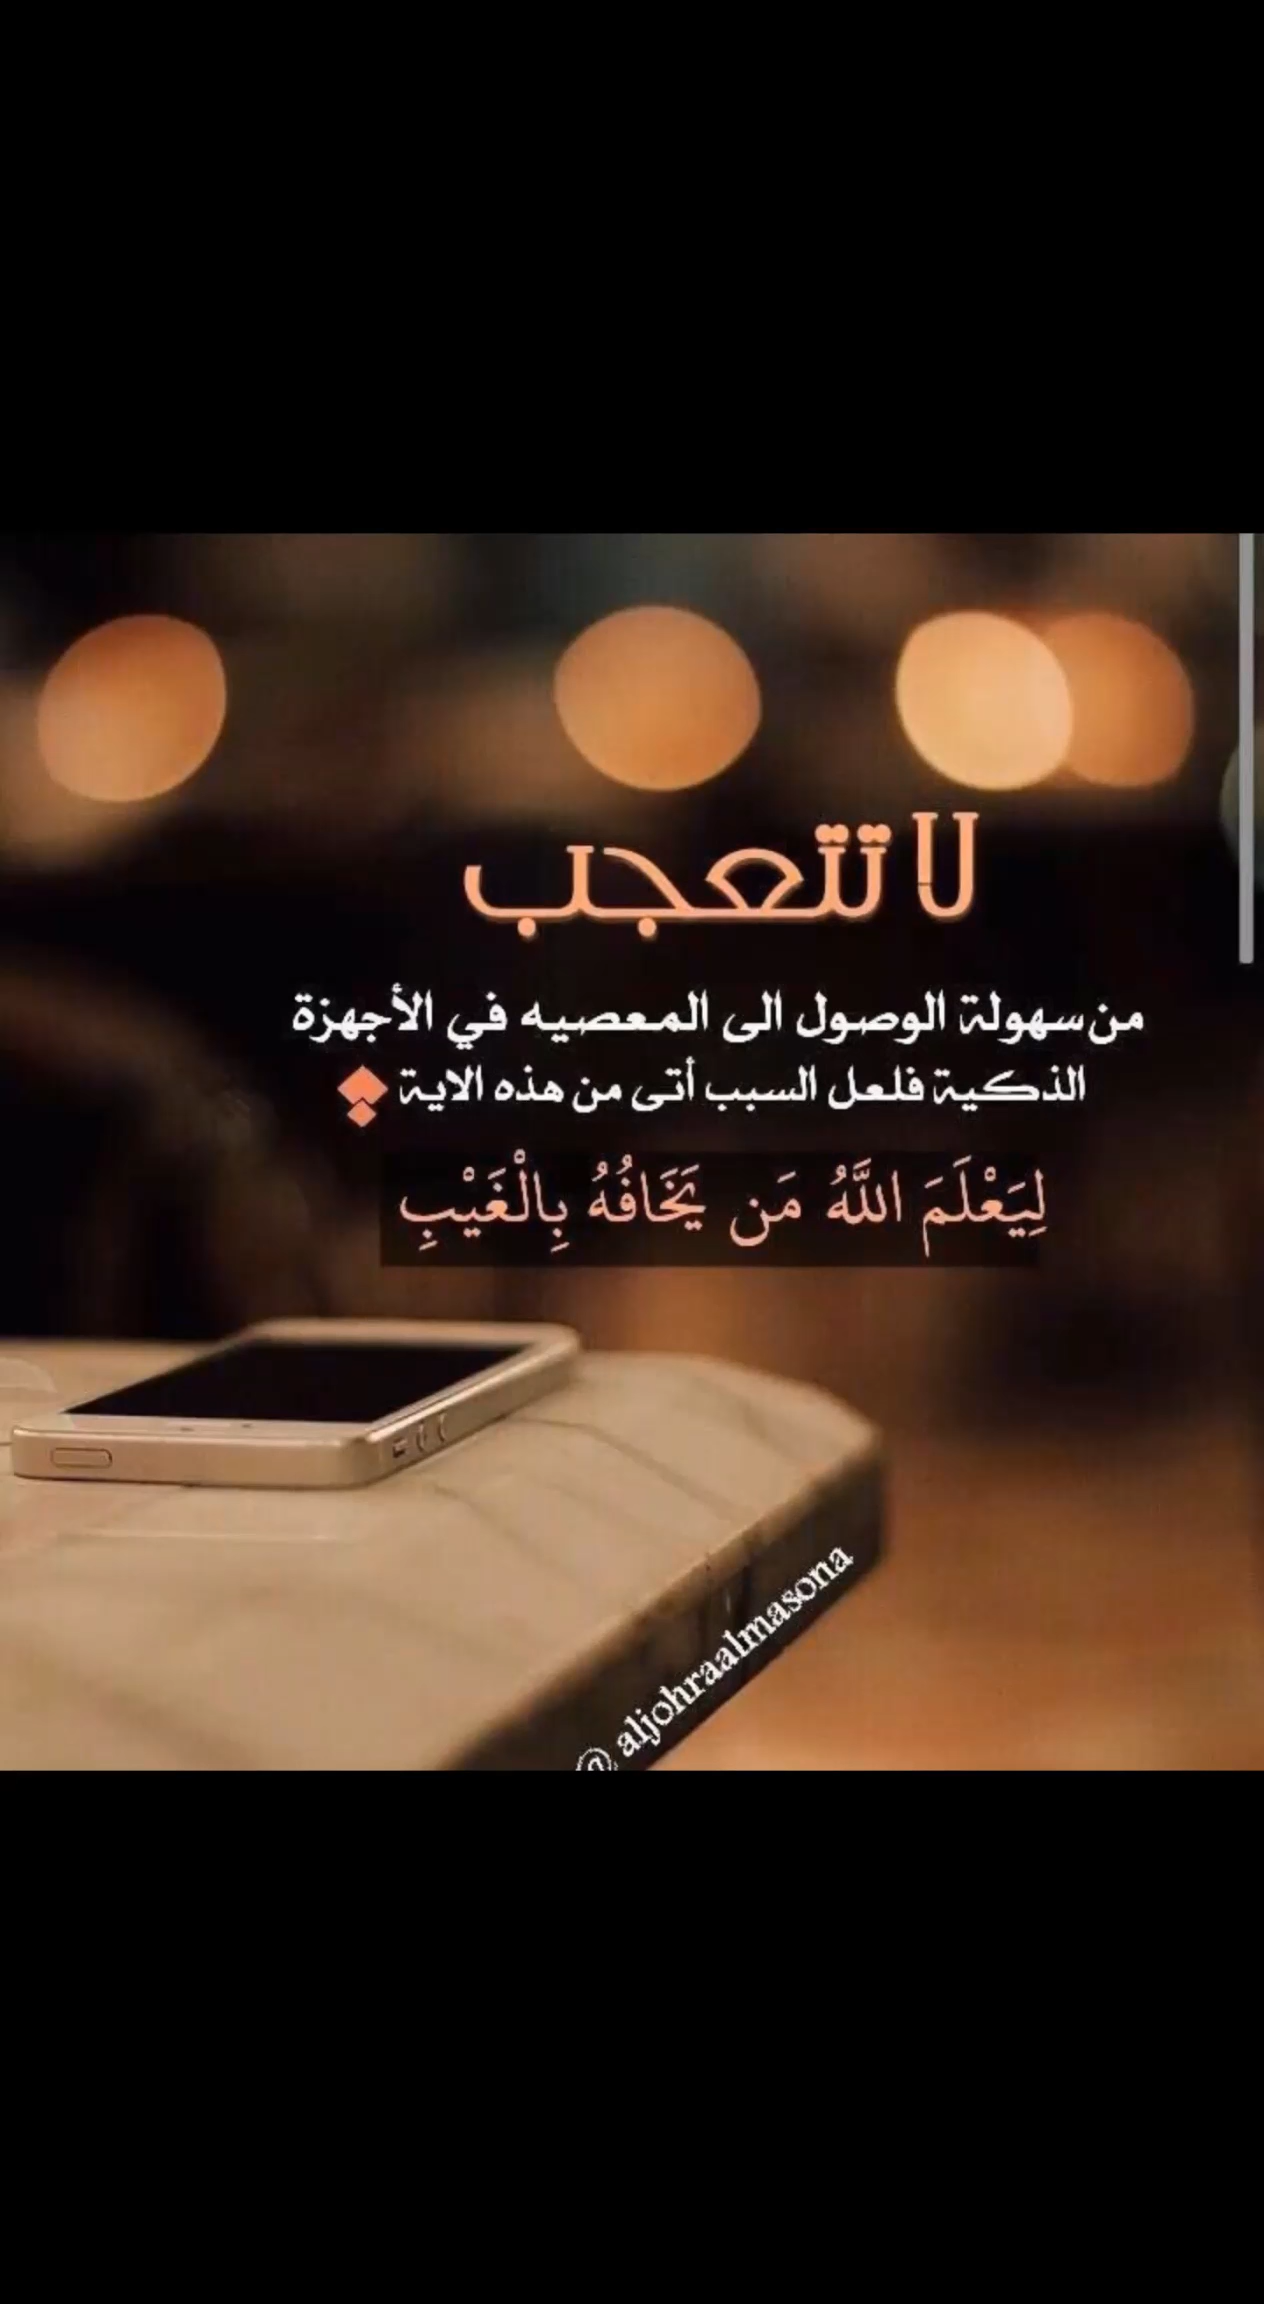 لا تتعجب
من سهولة الوصول الى المعصيه في الأجهزة
الذكية فلعل السبب أتى من هذه الاية
لِيَعْلَمَ اللَّهُ مَن يَخَافُهُ بِالْغَيْبِ
@ aljohraalmasona